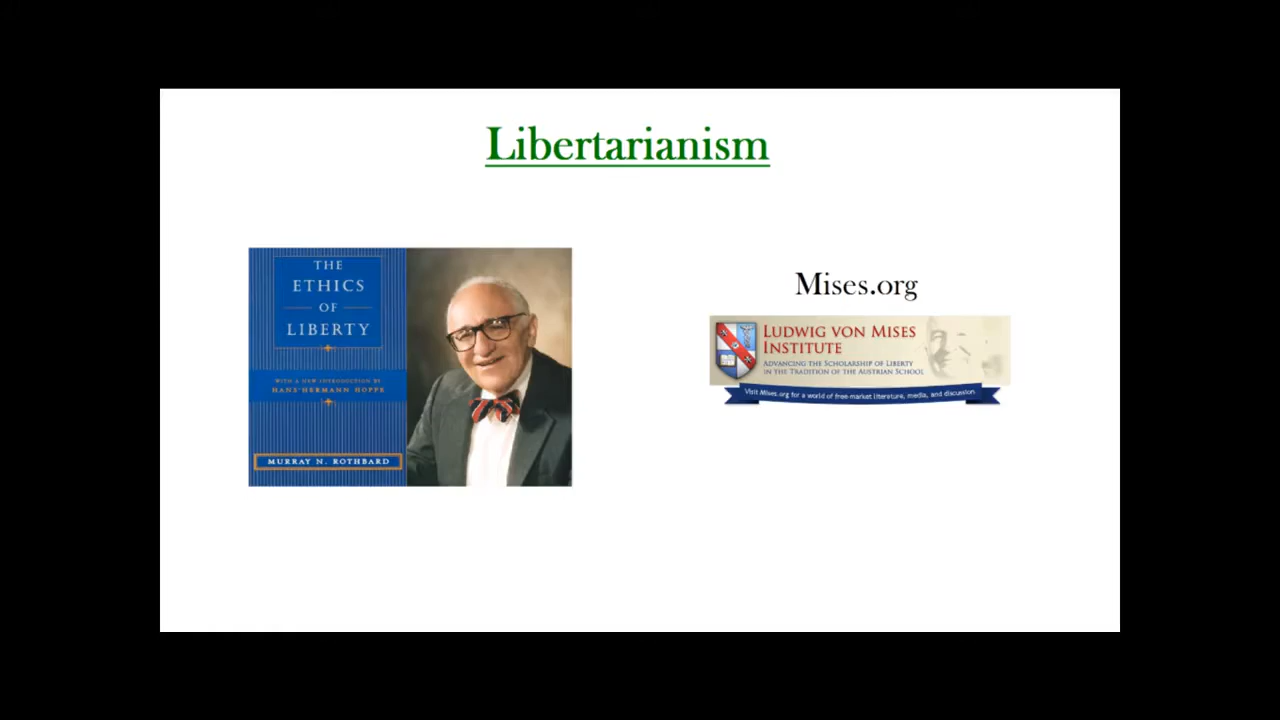 Libertarianism
THE
ETHICS
OF
LIBERTY
WITH A NEW INTRODUCTION BY
HANS-HERMANN HOPPE
MURRAY N. ROTHBARD
Mises.org
LUDWIG VON MISES
INSTITUTE
ADVANCING THE SCHOLARSHIP OF LIBERTY
IN THE TRADITION OF THE AUSTRIAN SCHOOL
Visit Mises.org for a world of free-market literature, media, and discussion